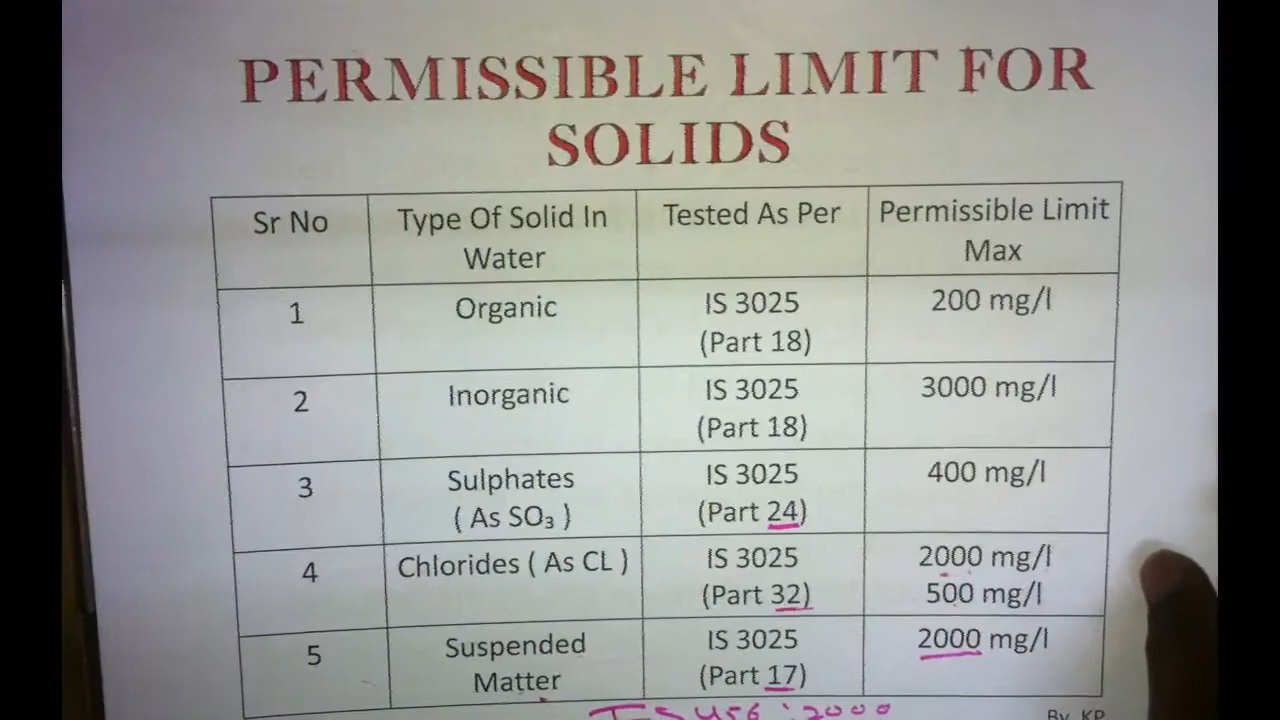 PERMISSIBLE LIMIT FOR
SOLIDS
Sr No
Type Of Solid In
Water
Tested As Per
Permissible Limit
Max
1
Organic
IS 3025
(Part 18)
200 mg/l
2
Inorganic
IS 3025
(Part 18)
3000 mg/l
3
Sulphates
( As SO₃ )
IS 3025
(Part 24)
400 mg/l
4
Chlorides ( As CL )
IS 3025
(Part 32)
2000 mg/l
500 mg/l
5
Suspended
Matter
IS 3025
(Part 17)
2000 mg/l
IS 456 : 2000
By KP